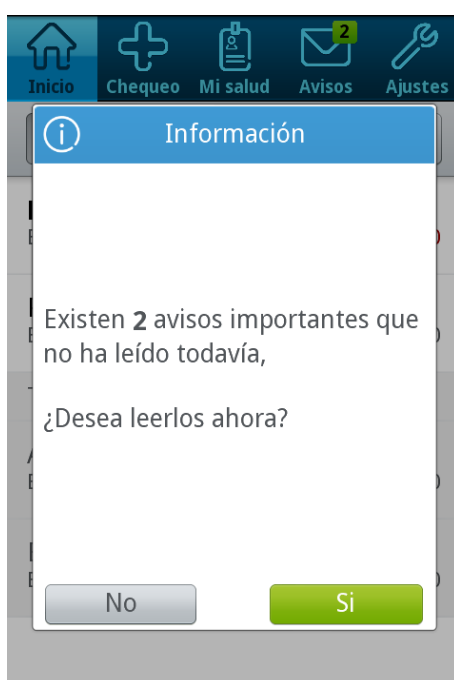 2
Inicio Chequeo Mi salud Avisos Ajustes
Información
Existen 2 avisos importantes que
no ha leído todavía,
¿Desea leerlos ahora?
No Si